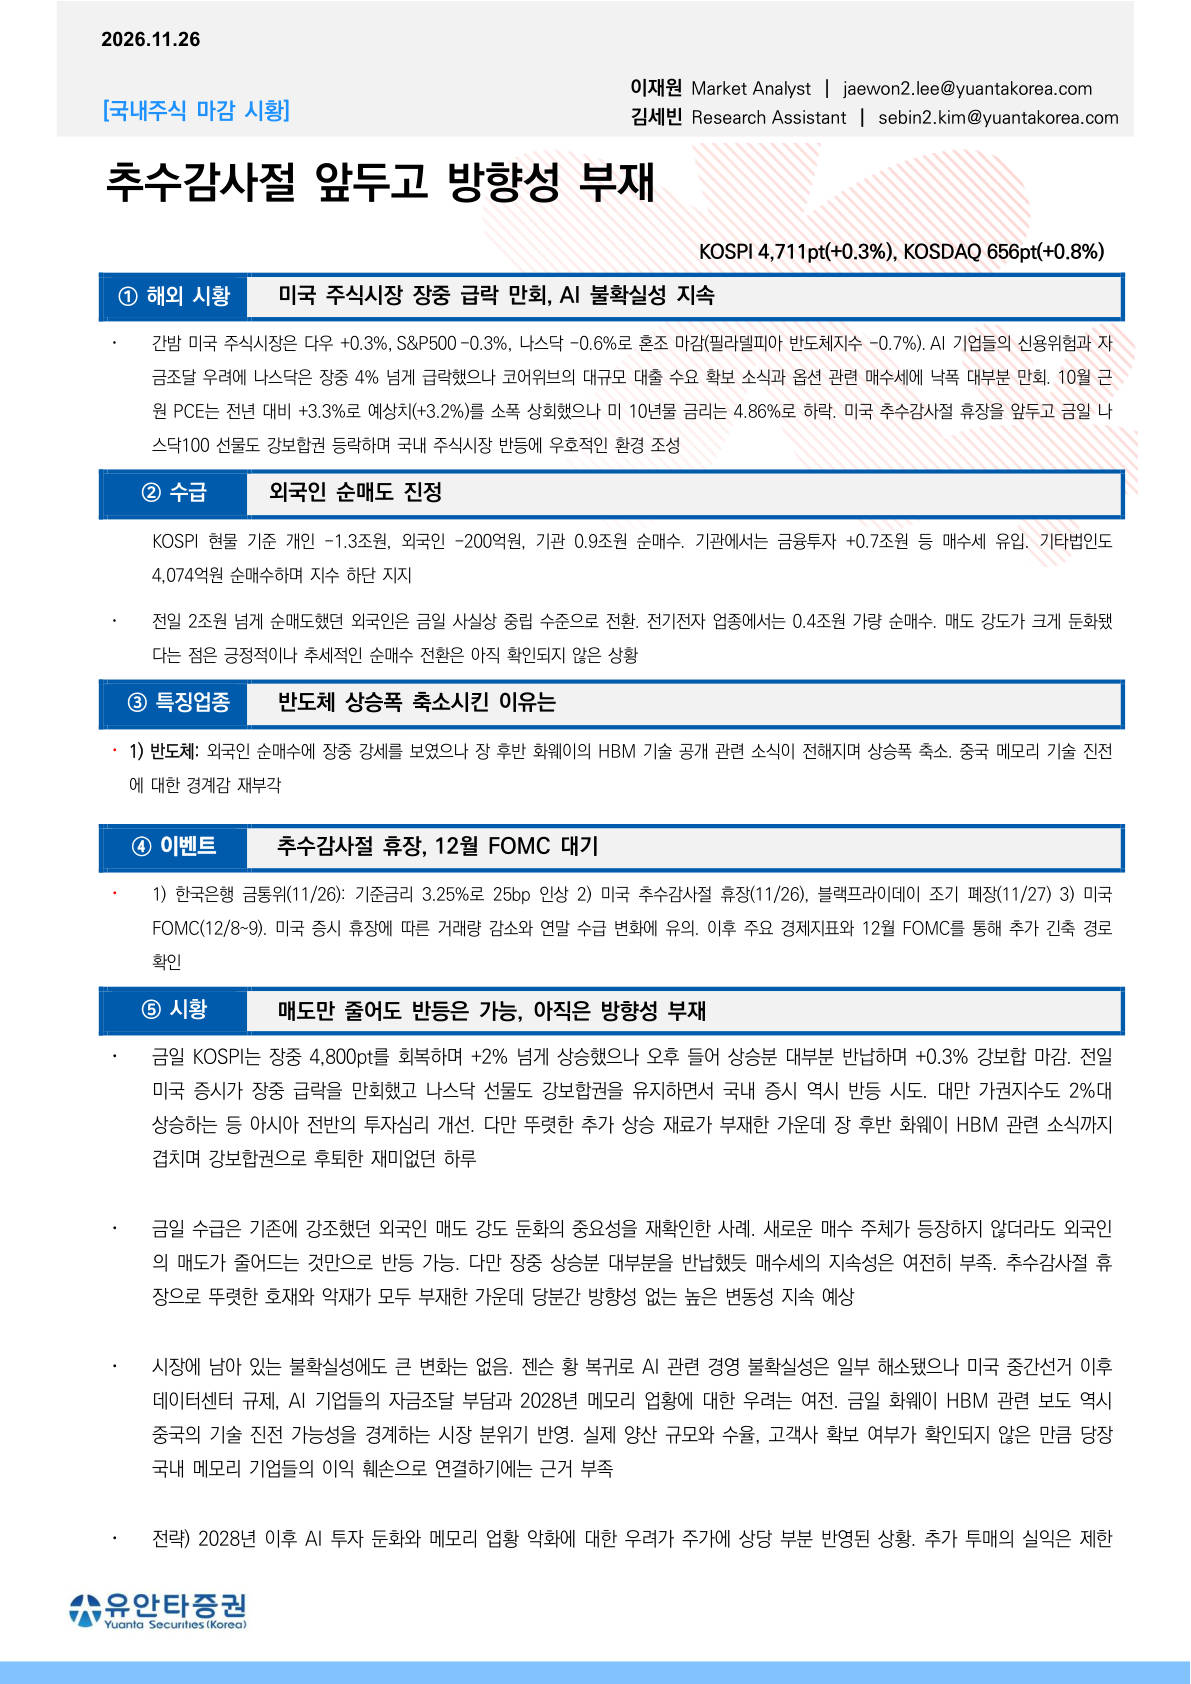 2026.11.26
이재원 Market Analyst | jaewon2.lee@yuantakorea.com
[국내주식 마감 시황]
김세빈 Research Assistant | sebin2.kim@yuantakorea.com
추수감사절 앞두고 방향성 부재
KOSPI 4,711pt(+0.3%), KOSDAQ 656pt(+0.8%)
① 해외 시황 미국 주식시장 장중 급락 만회, AI 불확실성 지속
· 간밤 미국 주식시장은 다우 +0.3%, S&P500 -0.3%, 나스닥 -0.6%로 혼조 마감(필라델피아 반도체지수 -0.7%). AI 기업들의 신용위험과 자
금조달 우려에 나스닥은 장중 4% 넘게 급락했으나 코어위브의 대규모 대출 수요 확보 소식과 옵션 관련 매수세에 낙폭 대부분 만회. 10월 근
원 PCE는 전년 대비 +3.3%로 예상치(+3.2%)를 소폭 상회했으나 미 10년물 금리는 4.86%로 하락. 미국 추수감사절 휴장을 앞두고 금일 나
스닥100 선물도 강보합권 등락하며 국내 주식시장 반등에 우호적인 환경 조성
② 수급 외국인 순매도 진정
KOSPI 현물 기준 개인 -1.3조원, 외국인 -200억원, 기관 0.9조원 순매수. 기관에서는 금융투자 +0.7조원 등 매수세 유입. 기타법인도
4,074억원 순매수하며 지수 하단 지지
· 전일 2조원 넘게 순매도했던 외국인은 금일 사실상 중립 수준으로 전환. 전기전자 업종에서는 0.4조원 가량 순매수. 매도 강도가 크게 둔화됐
다는 점은 긍정적이나 추세적인 순매수 전환은 아직 확인되지 않은 상황
③ 특징업종 반도체 상승폭 축소시킨 이유는
· 1) 반도체: 외국인 순매수에 장중 강세를 보였으나 장 후반 화웨이의 HBM 기술 공개 관련 소식이 전해지며 상승폭 축소. 중국 메모리 기술 진전
에 대한 경계감 재부각
④ 이벤트 추수감사절 휴장, 12월 FOMC 대기
· 1) 한국은행 금통위(11/26): 기준금리 3.25%로 25bp 인상 2) 미국 추수감사절 휴장(11/26), 블랙프라이데이 조기 폐장(11/27) 3) 미국
FOMC(12/8~9). 미국 증시 휴장에 따른 거래량 감소와 연말 수급 변화에 유의. 이후 주요 경제지표와 12월 FOMC를 통해 추가 긴축 경로
확인
⑤ 시황 매도만 줄어도 반등은 가능, 아직은 방향성 부재
· 금일 KOSPI는 장중 4,800pt를 회복하며 +2% 넘게 상승했으나 오후 들어 상승분 대부분 반납하며 +0.3% 강보합 마감. 전일
미국 증시가 장중 급락을 만회했고 나스닥 선물도 강보합권을 유지하면서 국내 증시 역시 반등 시도. 대만 가권지수도 2%대
상승하는 등 아시아 전반의 투자심리 개선. 다만 뚜렷한 추가 상승 재료가 부재한 가운데 장 후반 화웨이 HBM 관련 소식까지
겹치며 강보합권으로 후퇴한 재미없던 하루
· 금일 수급은 기존에 강조했던 외국인 매도 강도 둔화의 중요성을 재확인한 사례. 새로운 매수 주체가 등장하지 않더라도 외국인
의 매도가 줄어드는 것만으로 반등 가능. 다만 장중 상승분 대부분을 반납했듯 매수세의 지속성은 여전히 부족. 추수감사절 휴
장으로 뚜렷한 호재와 악재가 모두 부재한 가운데 당분간 방향성 없는 높은 변동성 지속 예상
· 시장에 남아 있는 불확실성에도 큰 변화는 없음. 젠슨 황 복귀로 AI 관련 경영 불확실성은 일부 해소됐으나 미국 중간선거 이후
데이터센터 규제, AI 기업들의 자금조달 부담과 2028년 메모리 업황에 대한 우려는 여전. 금일 화웨이 HBM 관련 보도 역시
중국의 기술 진전 가능성을 경계하는 시장 분위기 반영. 실제 양산 규모와 수율, 고객사 확보 여부가 확인되지 않은 만큼 당장
국내 메모리 기업들의 이익 훼손으로 연결하기에는 근거 부족
· 전략) 2028년 이후 AI 투자 둔화와 메모리 업황 악화에 대한 우려가 주가에 상당 부분 반영된 상황. 추가 투매의 실익은 제한
유안타증권
Yuanta Securities (Korea)